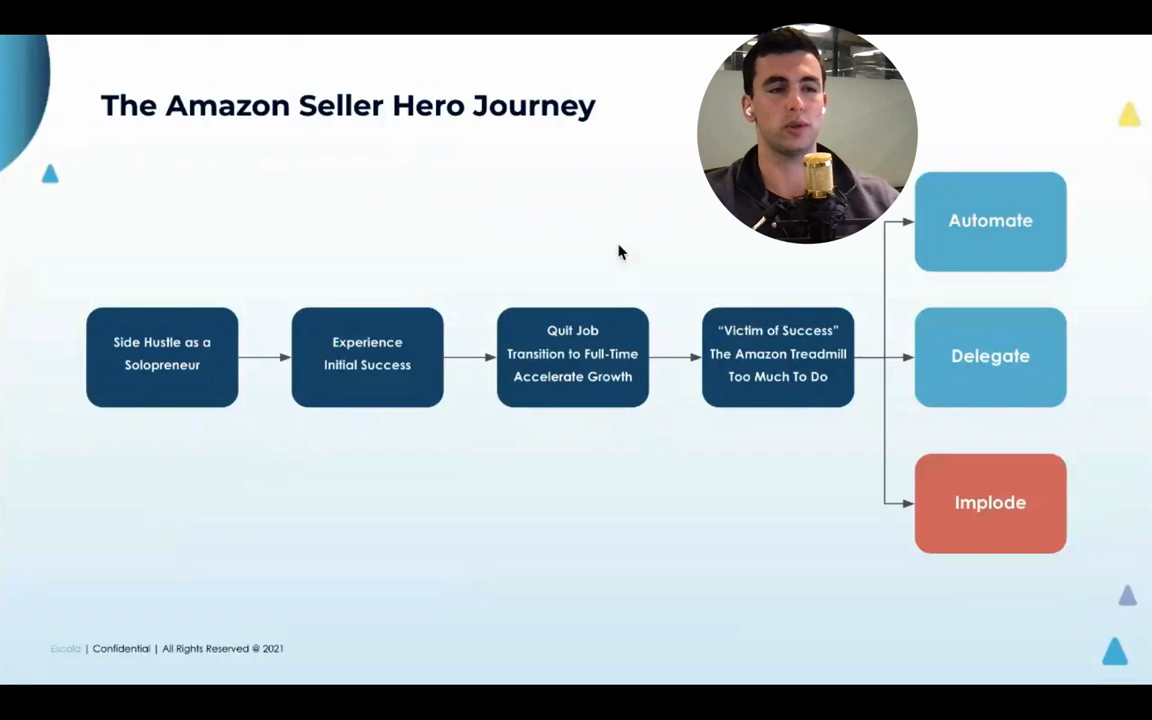 The Amazon Seller Hero Journey
Side Hustle as a
Solopreneur
Experience
Initial Success
Quit Job
Transition to Full-Time
Accelerate Growth
“Victim of Success”
The Amazon Treadmill
Too Much To Do
Automate
Delegate
Implode
Escala | Confidential | All Rights Reserved @ 2021